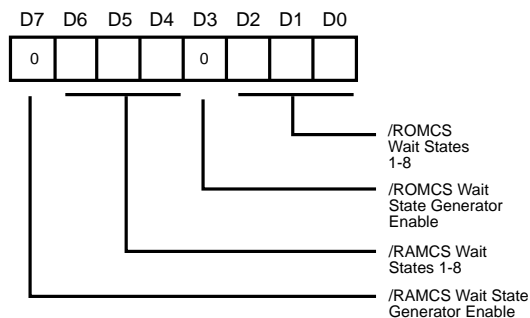 D7 D6 D5 D4 D3 D2 D1 D0
0 0
/ROMCS
Wait States
1-8
/ROMCS Wait
State Generator
Enable
/RAMCS Wait
States 1-8
/RAMCS Wait State
Generator Enable